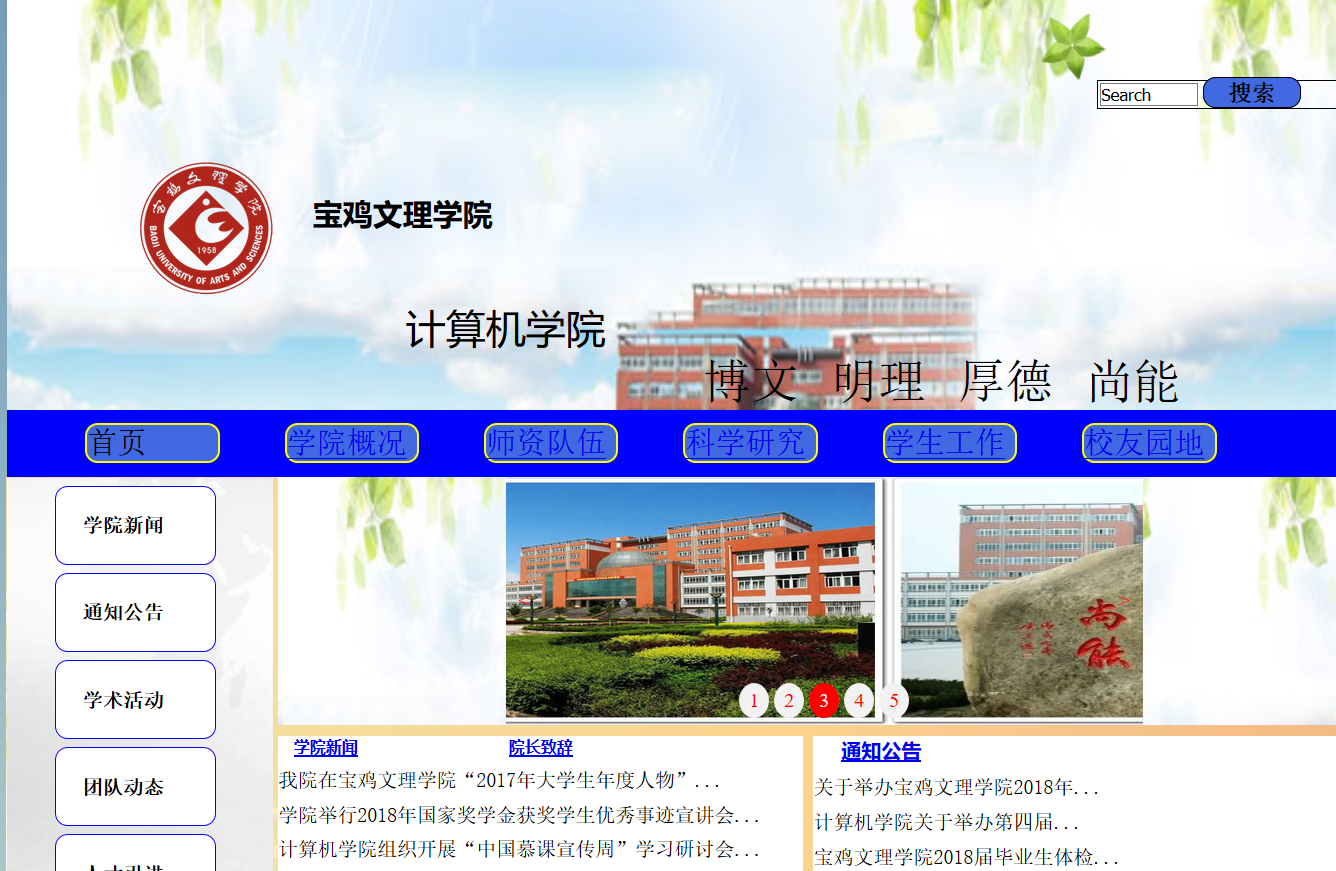 Search 搜索
宝鸡文理学院
BAOJI UNIVERSITY OF ARTS AND SCIENCES
1958
宝鸡文理学院
计算机学院
博文 明理 厚德 尚能
首页 学院概况 师资队伍 科学研究 学生工作 校友园地
学院新闻
通知公告
学术活动
团队动态
尚能
< >
1 2 3 4 5
学院新闻 院长致辞
我院在宝鸡文理学院“2017年大学生年度人物”...
学院举行2018年国家奖学金获奖学生优秀事迹宣讲会...
计算机学院组织开展“中国慕课宣传周”学习研讨会...
通知公告
关于举办宝鸡文理学院2018年...
计算机学院关于举办第四届...
宝鸡文理学院2018届毕业生体检...